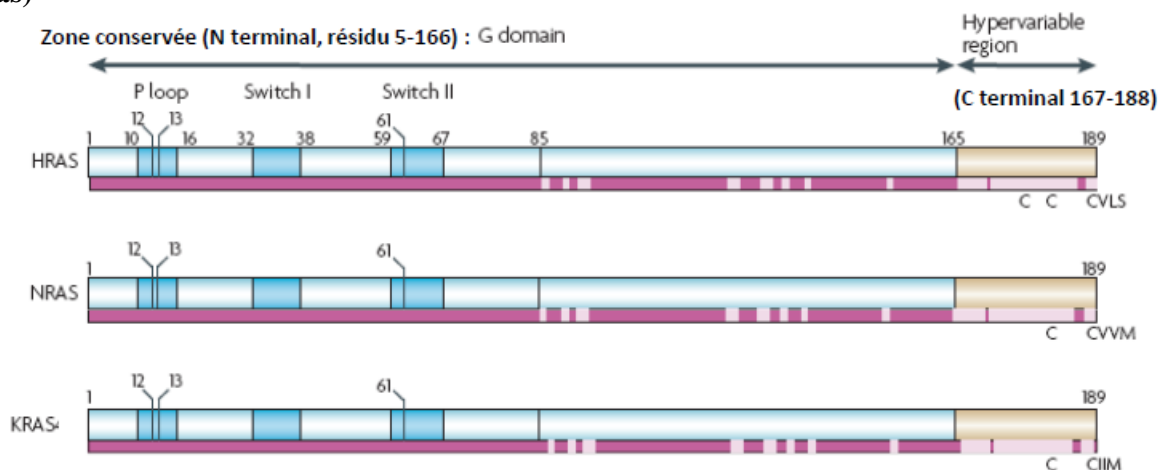 as)
Zone conservée (N terminal, résidu 5-166) : G domain
Hypervariable
region
(C terminal 167-188)
P loop Switch I Switch II
12 13 61
1 10 16 32 38 59 67 85 165 189
HRAS
C C CVLS
12 13 61
1 189
NRAS
C CVVM
12 13 61
1 189
KRAS
C CIIM